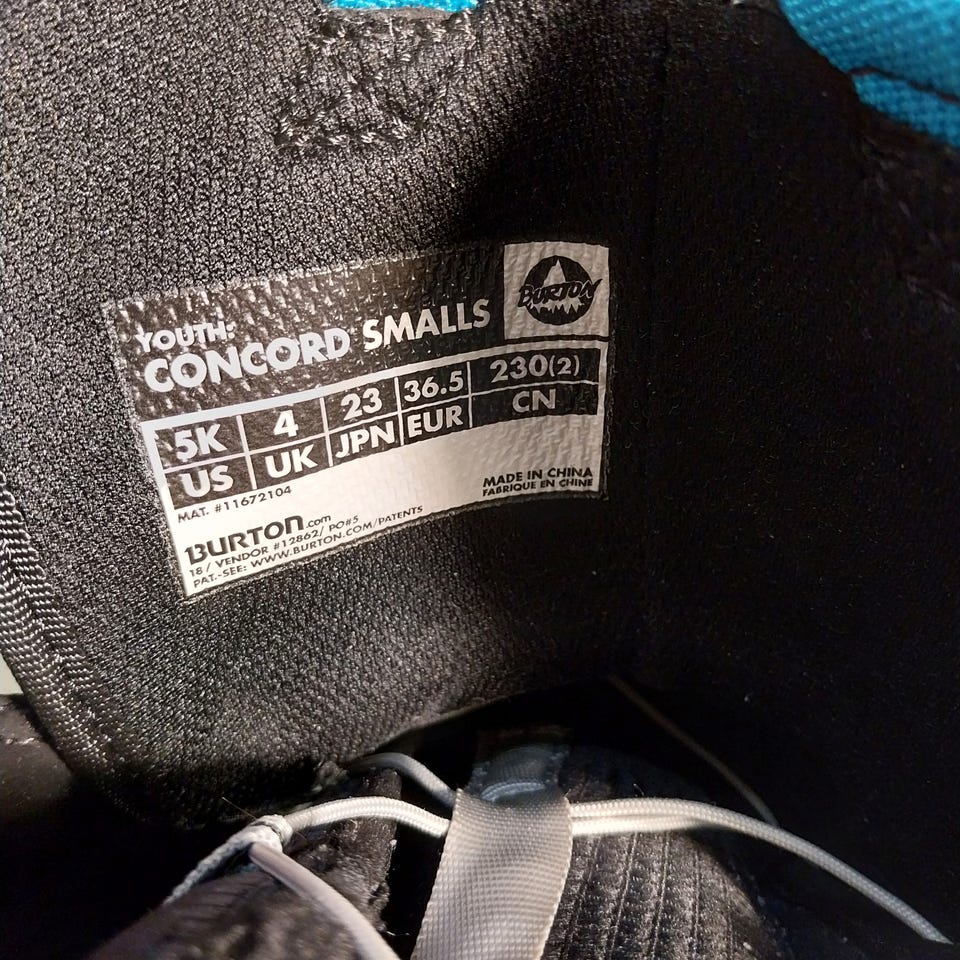 BURTON
YOUTH:
CONCORD SMALLS
5K 4 23 36.5 230(2)
US UK JPN EUR CN
MAT. #11672104
MADE IN CHINA
FABRIQUE EN CHINE
BURTON.com
18/ VENDOR #12862/ PO#5
PAT.-SEE: WWW.BURTON.COM/PATENTS